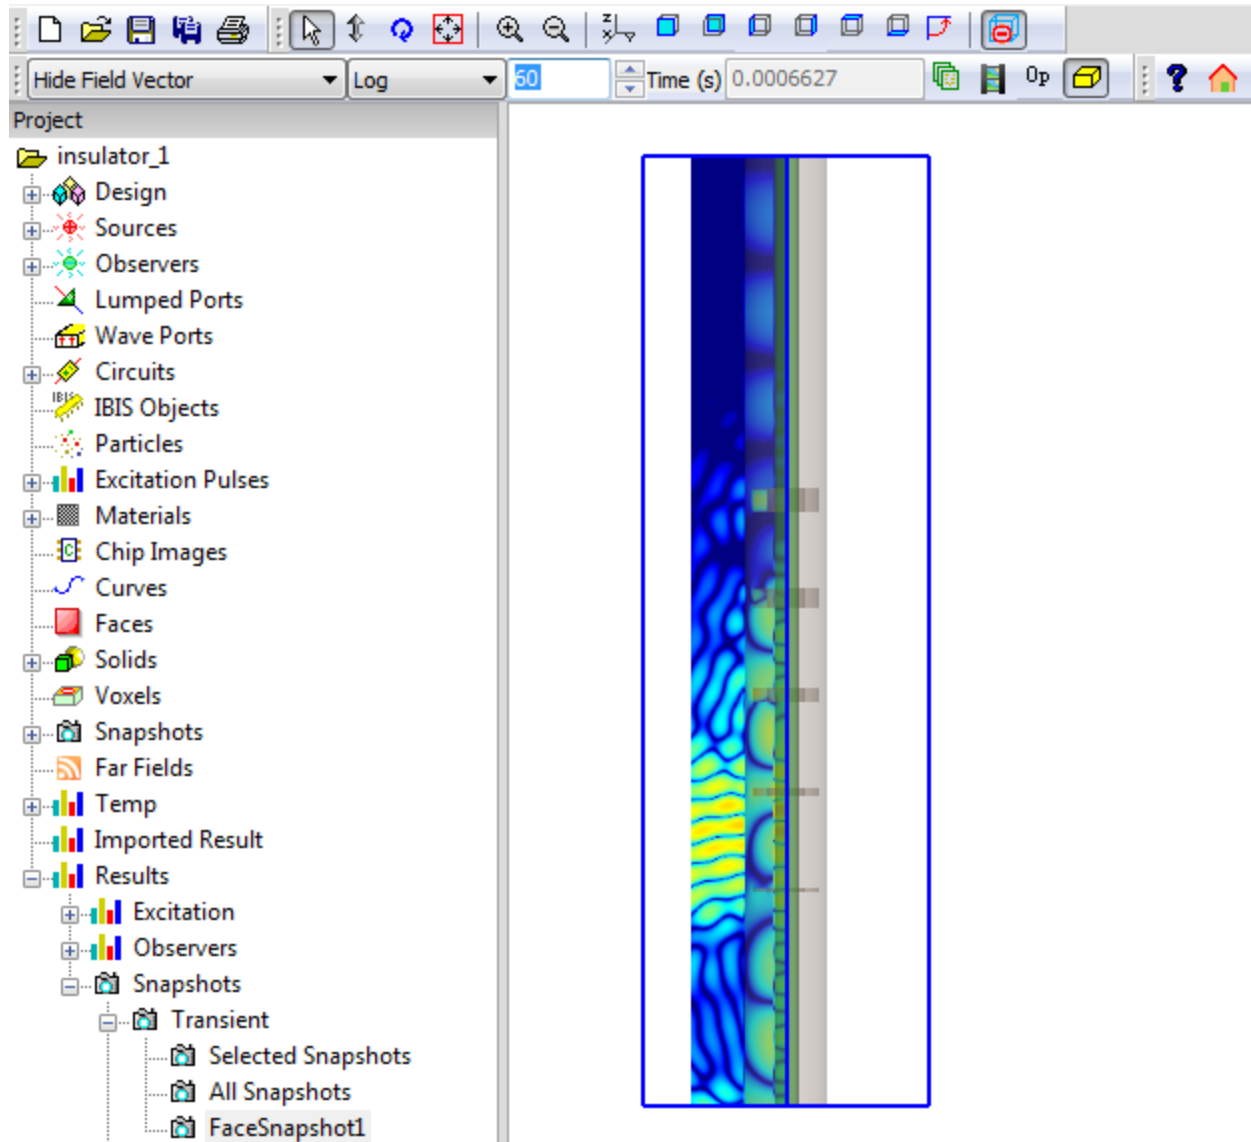 Hide Field Vector Log 60 Time (s) 0.0006627 Op ?
Project
insulator_1
Design
Sources
Observers
Lumped Ports
Wave Ports
Circuits
IBIS Objects
Particles
Excitation Pulses
Materials
Chip Images
Curves
Faces
Solids
Voxels
Snapshots
Far Fields
Temp
Imported Result
Results
Excitation
Observers
Snapshots
Transient
Selected Snapshots
All Snapshots
FaceSnapshot1